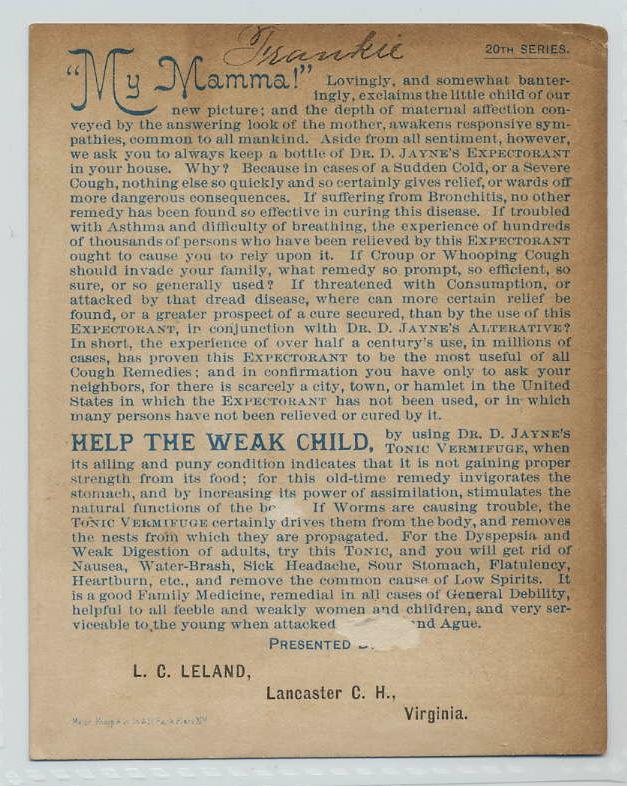 Frankie
20TH SERIES.
"My Mamma!" Lovingly, and somewhat banter-
ingly, exclaims the little child of our
new picture; and the depth of maternal affection con-
veyed by the answering look of the mother, awakens responsive sym-
pathies, common to all mankind. Aside from all sentiment, however,
we ask you to always keep a bottle of DR. D. JAYNE'S EXPECTORANT
in your house. Why? Because in cases of a Sudden Cold, or a Severe
Cough, nothing else so quickly and so certainly gives relief, or wards off
more dangerous consequences. If suffering from Bronchitis, no other
remedy has been found so effective in curing this disease. If troubled
with Asthma and difficulty of breathing, the experience of hundreds
of thousands of persons who have been relieved by this EXPECTORANT
ought to cause you to rely upon it. If Croup or Whooping Cough
should invade your family, what remedy so prompt, so efficient, so
sure, or so generally used? If threatened with Consumption, or
attacked by that dread disease, where can more certain relief be
found, or a greater prospect of a cure secured, than by the use of this
EXPECTORANT, in conjunction with DR. D. JAYNE'S ALTERATIVE?
In short, the experience of over half a century's use, in millions of
cases, has proven this EXPECTORANT to be the most useful of all
Cough Remedies; and in confirmation you have only to ask your
neighbors, for there is scarcely a city, town, or hamlet in the United
States in which the EXPECTORANT has not been used, or in which
many persons have not been relieved or cured by it.
HELP THE WEAK CHILD, by using DR. D. JAYNE'S
TONIC VERMIFUGE, when
its ailing and puny condition indicates that it is not gaining proper
strength from its food; for this old-time remedy invigorates the
stomach, and by increasing its power of assimilation, stimulates the
natural functions of the If Worms are causing trouble, the
TONIC VERMIFUGE certainly drives them from the body, and removes
the nests from which they are propagated. For the Dyspepsia and
Weak Digestion of adults, try this TONIC, and you will get rid of
Nausea, Water-Brash, Sick Headache, Sour Stomach, Flatulency,
Heartburn, etc., and remove the common cause of Low Spirits. It
is a good Family Medicine, remedial in all cases of General Debility,
helpful to all feeble and weakly women and children, and very ser-
viceable to the young when attacked nd Ague.
PRESENTED
L. C. LELAND,
Lancaster C. H.,
Virginia.